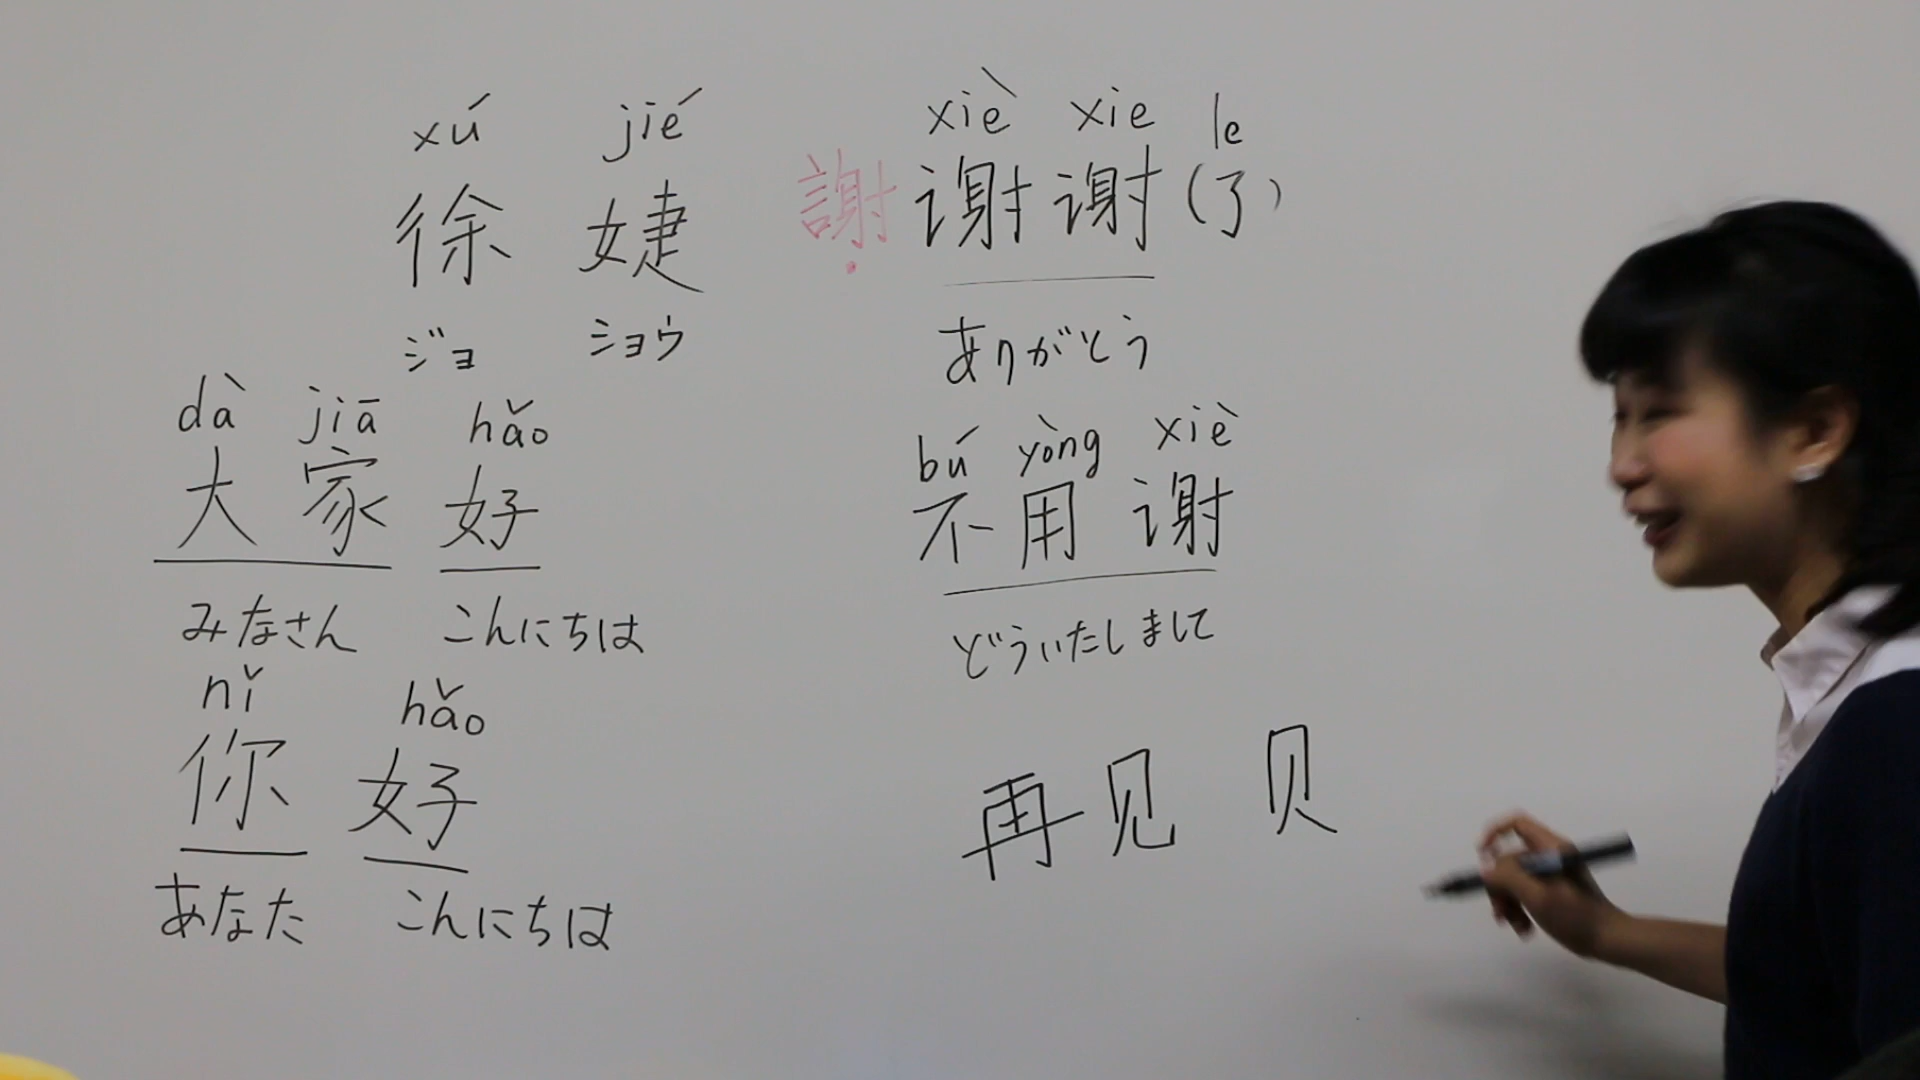 xú jié
徐 婕
ジョ ショウ
dà jiā hǎo
大 家 好
みなさん こんにちは
nǐ hǎo
你 好
あなた こんにちは
xiè xie le
謝 谢 谢 (了)
ありがとう
bú yòng xiè
不 用 谢
どういたしまして
再 见 贝